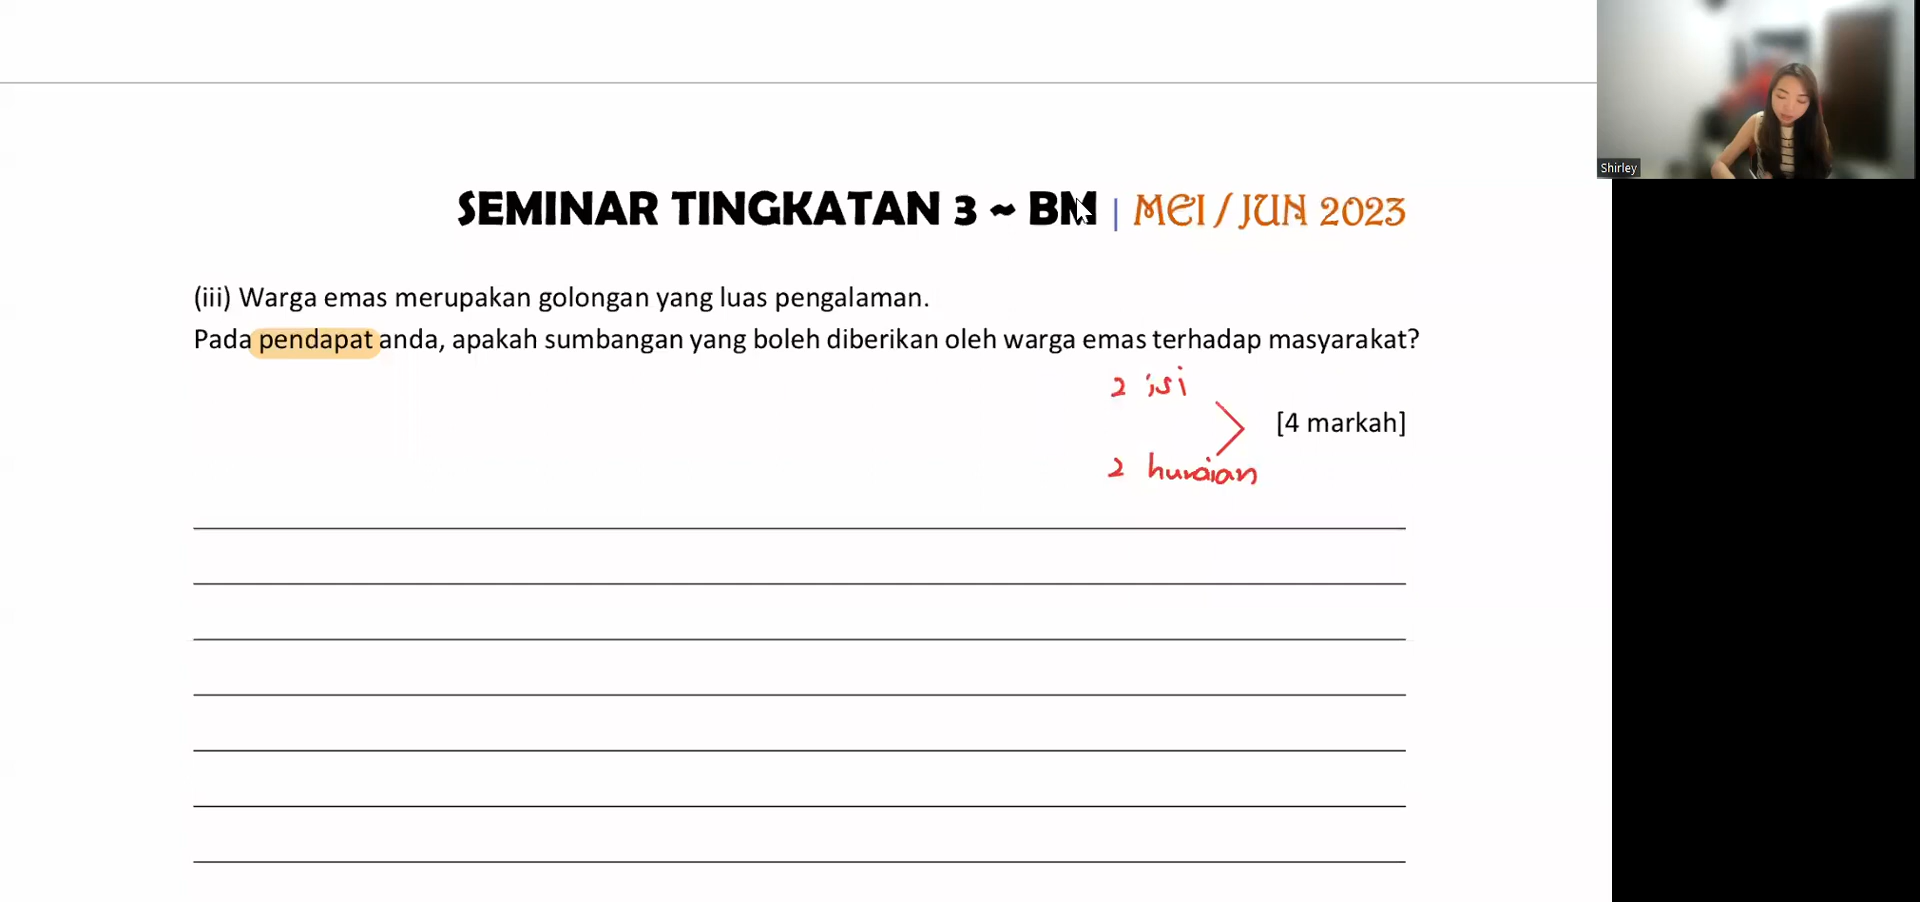 Shirley
SEMINAR TINGKATAN 3 ~ BM | MEI / JUN 2023
(iii) Warga emas merupakan golongan yang luas pengalaman.
Pada pendapat anda, apakah sumbangan yang boleh diberikan oleh warga emas terhadap masyarakat?
2 isi
[4 markah]
2 huraian